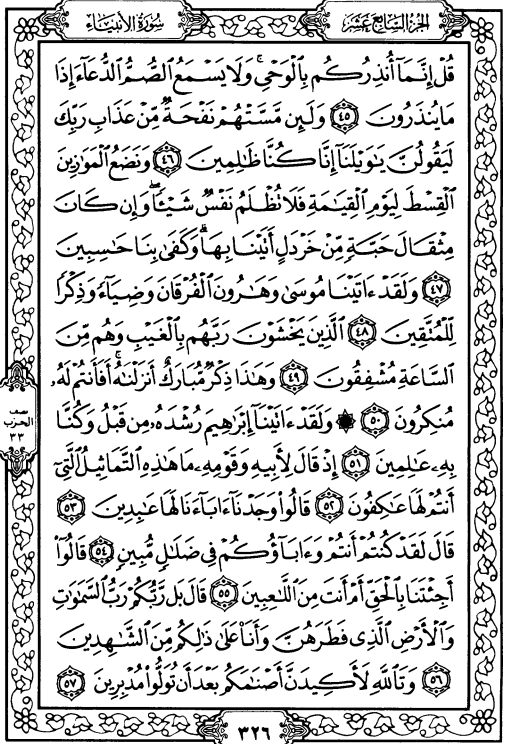 الجزء السابع عشر
سورة الأنبياء
قُلْ إِنَّمَآ أُنذِرُكُم بِٱلْوَحْىِ ۚ وَلَا يَسْمَعُ ٱلصُّمُّ ٱلدُّعَآءَ إِذَا
مَا يُنذَرُونَ ٤٥ وَلَئِن مَّسَّتْهُمْ نَفْحَةٌ مِّنْ عَذَابِ رَبِّكَ
لَيَقُولُنَّ يَٰوَيْلَنَآ إِنَّا كُنَّا ظَٰلِمِينَ ٤٦ وَنَضَعُ ٱلْمَوَٰزِينَ
ٱلْقِسْطَ لِيَوْمِ ٱلْقِيَٰمَةِ فَلَا تُظْلَمُ نَفْسٌ شَيْـًٔا ۖ وَإِن كَانَ
مِثْقَالَ حَبَّةٍ مِّنْ خَرْدَلٍ أَتَيْنَا بِهَا ۗ وَكَفَىٰ بِنَا حَٰسِبِينَ
٤٧ وَلَقَدْ ءَاتَيْنَا مُوسَىٰ وَهَٰرُونَ ٱلْفُرْقَانَ وَضِيَآءً وَذِكْرًا
لِّلْمُتَّقِينَ ٤٨ ٱلَّذِينَ يَخْشَوْنَ رَبَّهُم بِٱلْغَيْبِ وَهُم مِّنَ
ٱلسَّاعَةِ مُشْفِقُونَ ٤٩ وَهَٰذَا ذِكْرٌ مُّبَارَكٌ أَنزَلْنَٰهُ ۚ أَفَأَنتُمْ لَهُۥ
مُنكِرُونَ ٥٠ ۞ وَلَقَدْ ءَاتَيْنَآ إِبْرَٰهِيمَ رُشْدَهُۥ مِن قَبْلُ وَكُنَّا
بِهِۦ عَٰلِمِينَ ٥١ إِذْ قَالَ لِأَبِيهِ وَقَوْمِهِۦ مَا هَٰذِهِ ٱلتَّمَاثِيلُ ٱلَّتِىٓ
أَنتُمْ لَهَا عَٰكِفُونَ ٥٢ قَالُوا۟ وَجَدْنَآ ءَابَآءَنَا لَهَا عَٰبِدِينَ ٥٣
قَالَ لَقَدْ كُنتُمْ أَنتُمْ وَءَابَآؤُكُمْ فِى ضَلَٰلٍ مُّبِينٍ ٥٤ قَالُوٓا۟
أَجِئْتَنَا بِٱلْحَقِّ أَمْ أَنتَ مِنَ ٱللَّٰعِبِينَ ٥٥ قَالَ بَل رَّبُّكُمْ رَبُّ ٱلسَّمَٰوَٰتِ
وَٱلْأَرْضِ ٱلَّذِى فَطَرَهُنَّ وَأَنَا۠ عَلَىٰ ذَٰلِكُم مِّنَ ٱلشَّٰهِدِينَ
٥٦ وَتَٱللَّهِ لَأَكِيدَنَّ أَصْنَٰمَكُم بَعْدَ أَن تُوَلُّوا۟ مُدْبِرِينَ ٥٧
نصف
الحزب
٣٣
٣٢٦